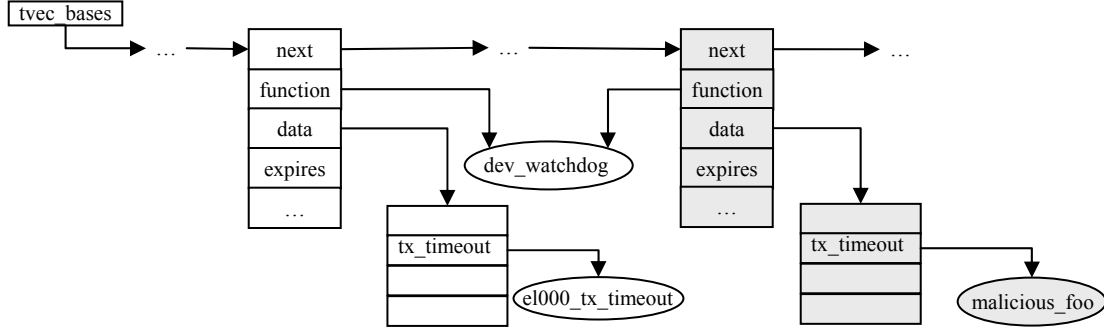 tvec_bases
…
next
…
next
…
function
function
data
data
dev_watchdog
expires
expires
…
…
tx_timeout
tx_timeout
el000_tx_timeout
malicious_foo